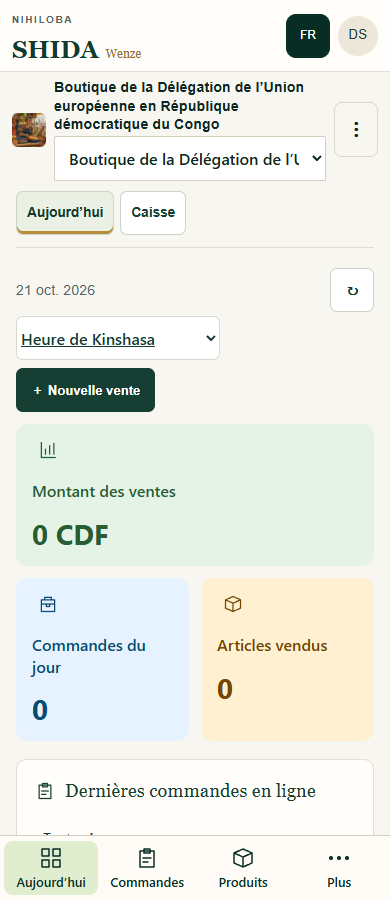 NIHILOBA
SHIDA Wenze
FR
DS
Boutique de la Délégation de l’Union
européenne en République
démocratique du Congo
Boutique de la Délégation de l’U
Aujourd’hui
Caisse
21 oct. 2026
↻
Heure de Kinshasa
+ Nouvelle vente
Montant des ventes
0 CDF
Commandes du
jour
0
Articles vendus
0
Dernières commandes en ligne
Aujourd’hui
Commandes
Produits
Plus